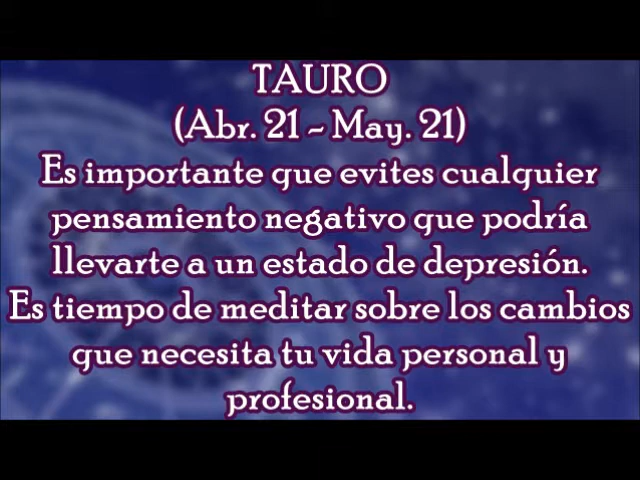 TAURO
(Abr. 21 - May. 21)
Es importante que evites cualquier
pensamiento negativo que podría
llevarte a un estado de depresión.
Es tiempo de meditar sobre los cambios
que necesita tu vida personal y
profesional.